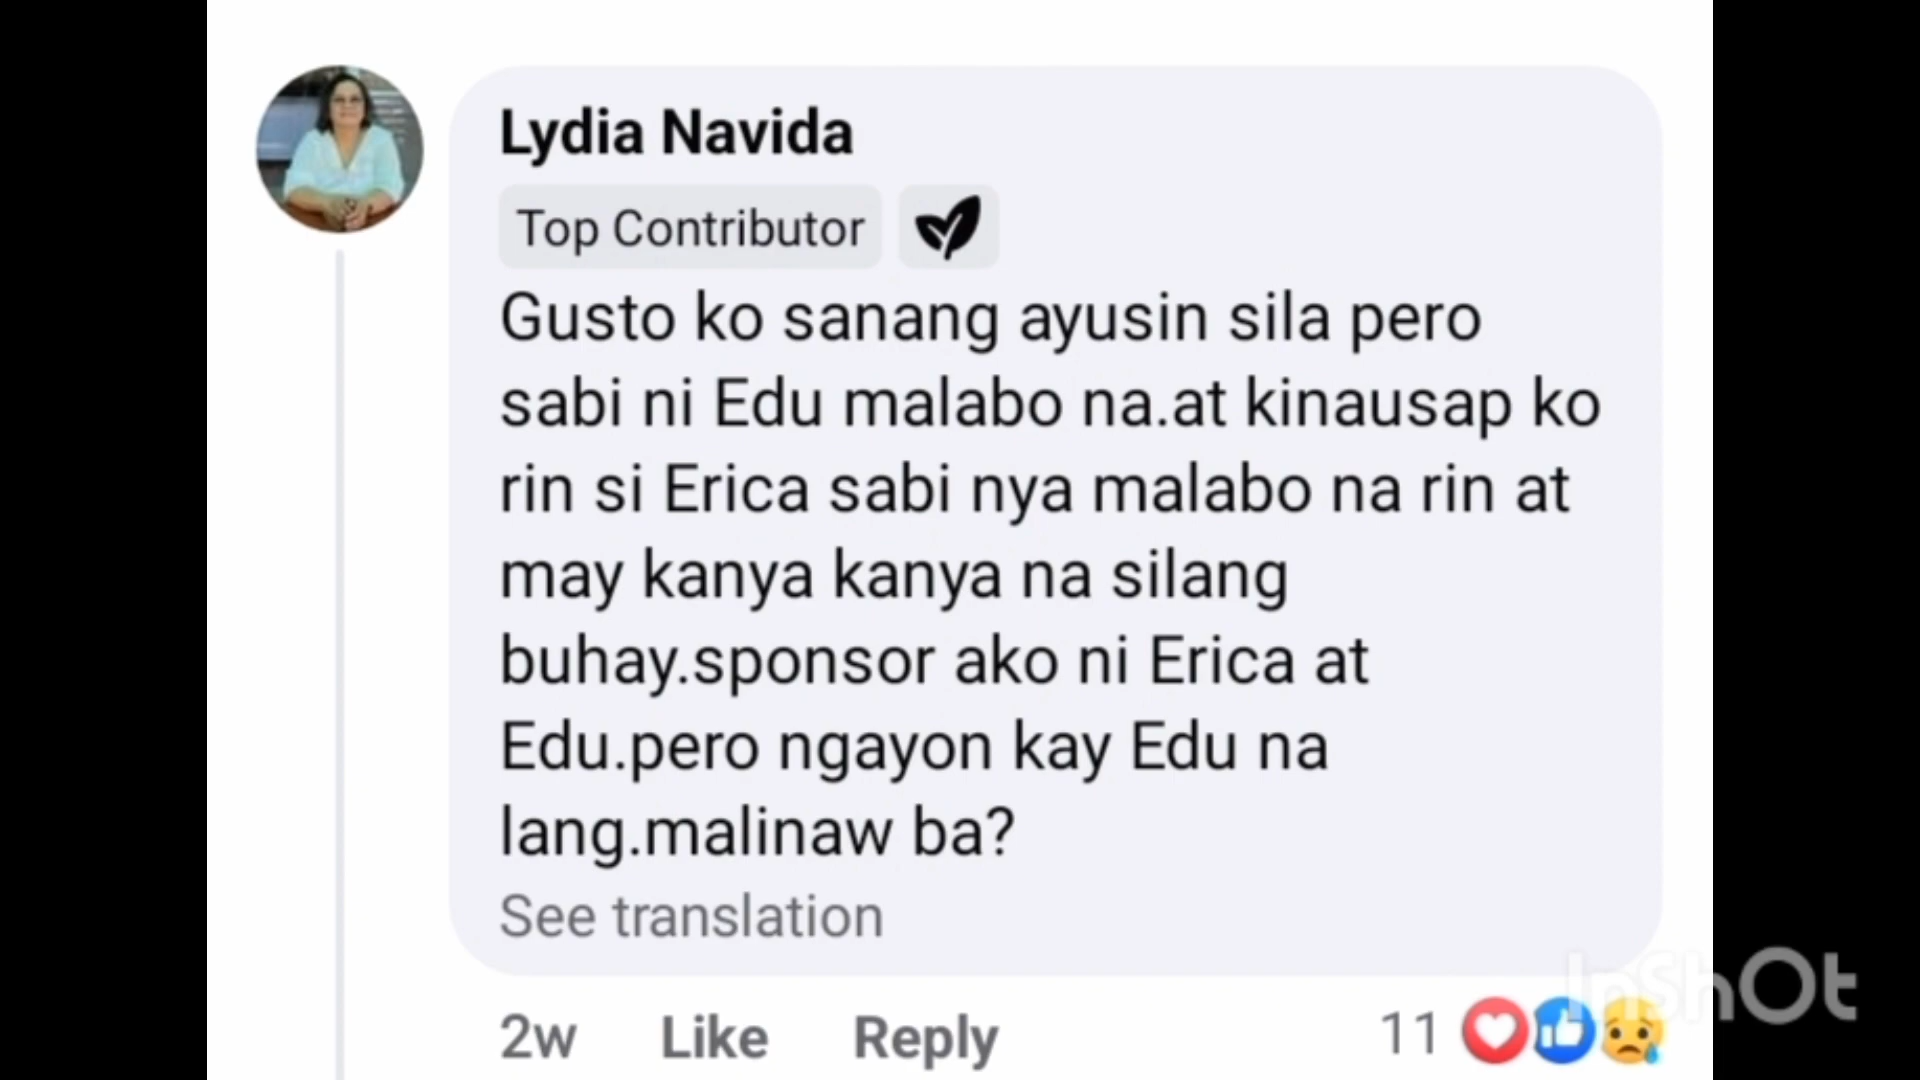 Lydia Navida
Top Contributor
Gusto ko sanang ayusin sila pero
sabi ni Edu malabo na.at kinausap ko
rin si Erica sabi nya malabo na rin at
may kanya kanya na silang
buhay.sponsor ako ni Erica at
Edu.pero ngayon kay Edu na
lang.malinaw ba?
See translation
2w Like Reply 11
InShOt